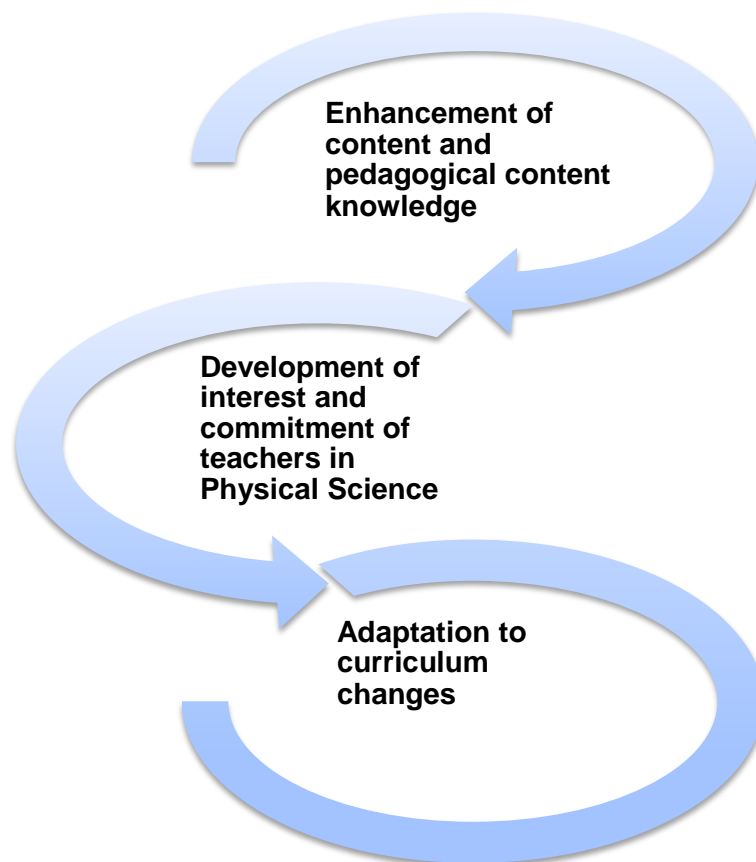 Enhancement of
content and
pedagogical content
knowledge
Development of
interest and
commitment of
teachers in
Physical Science
Adaptation to
curriculum
changes